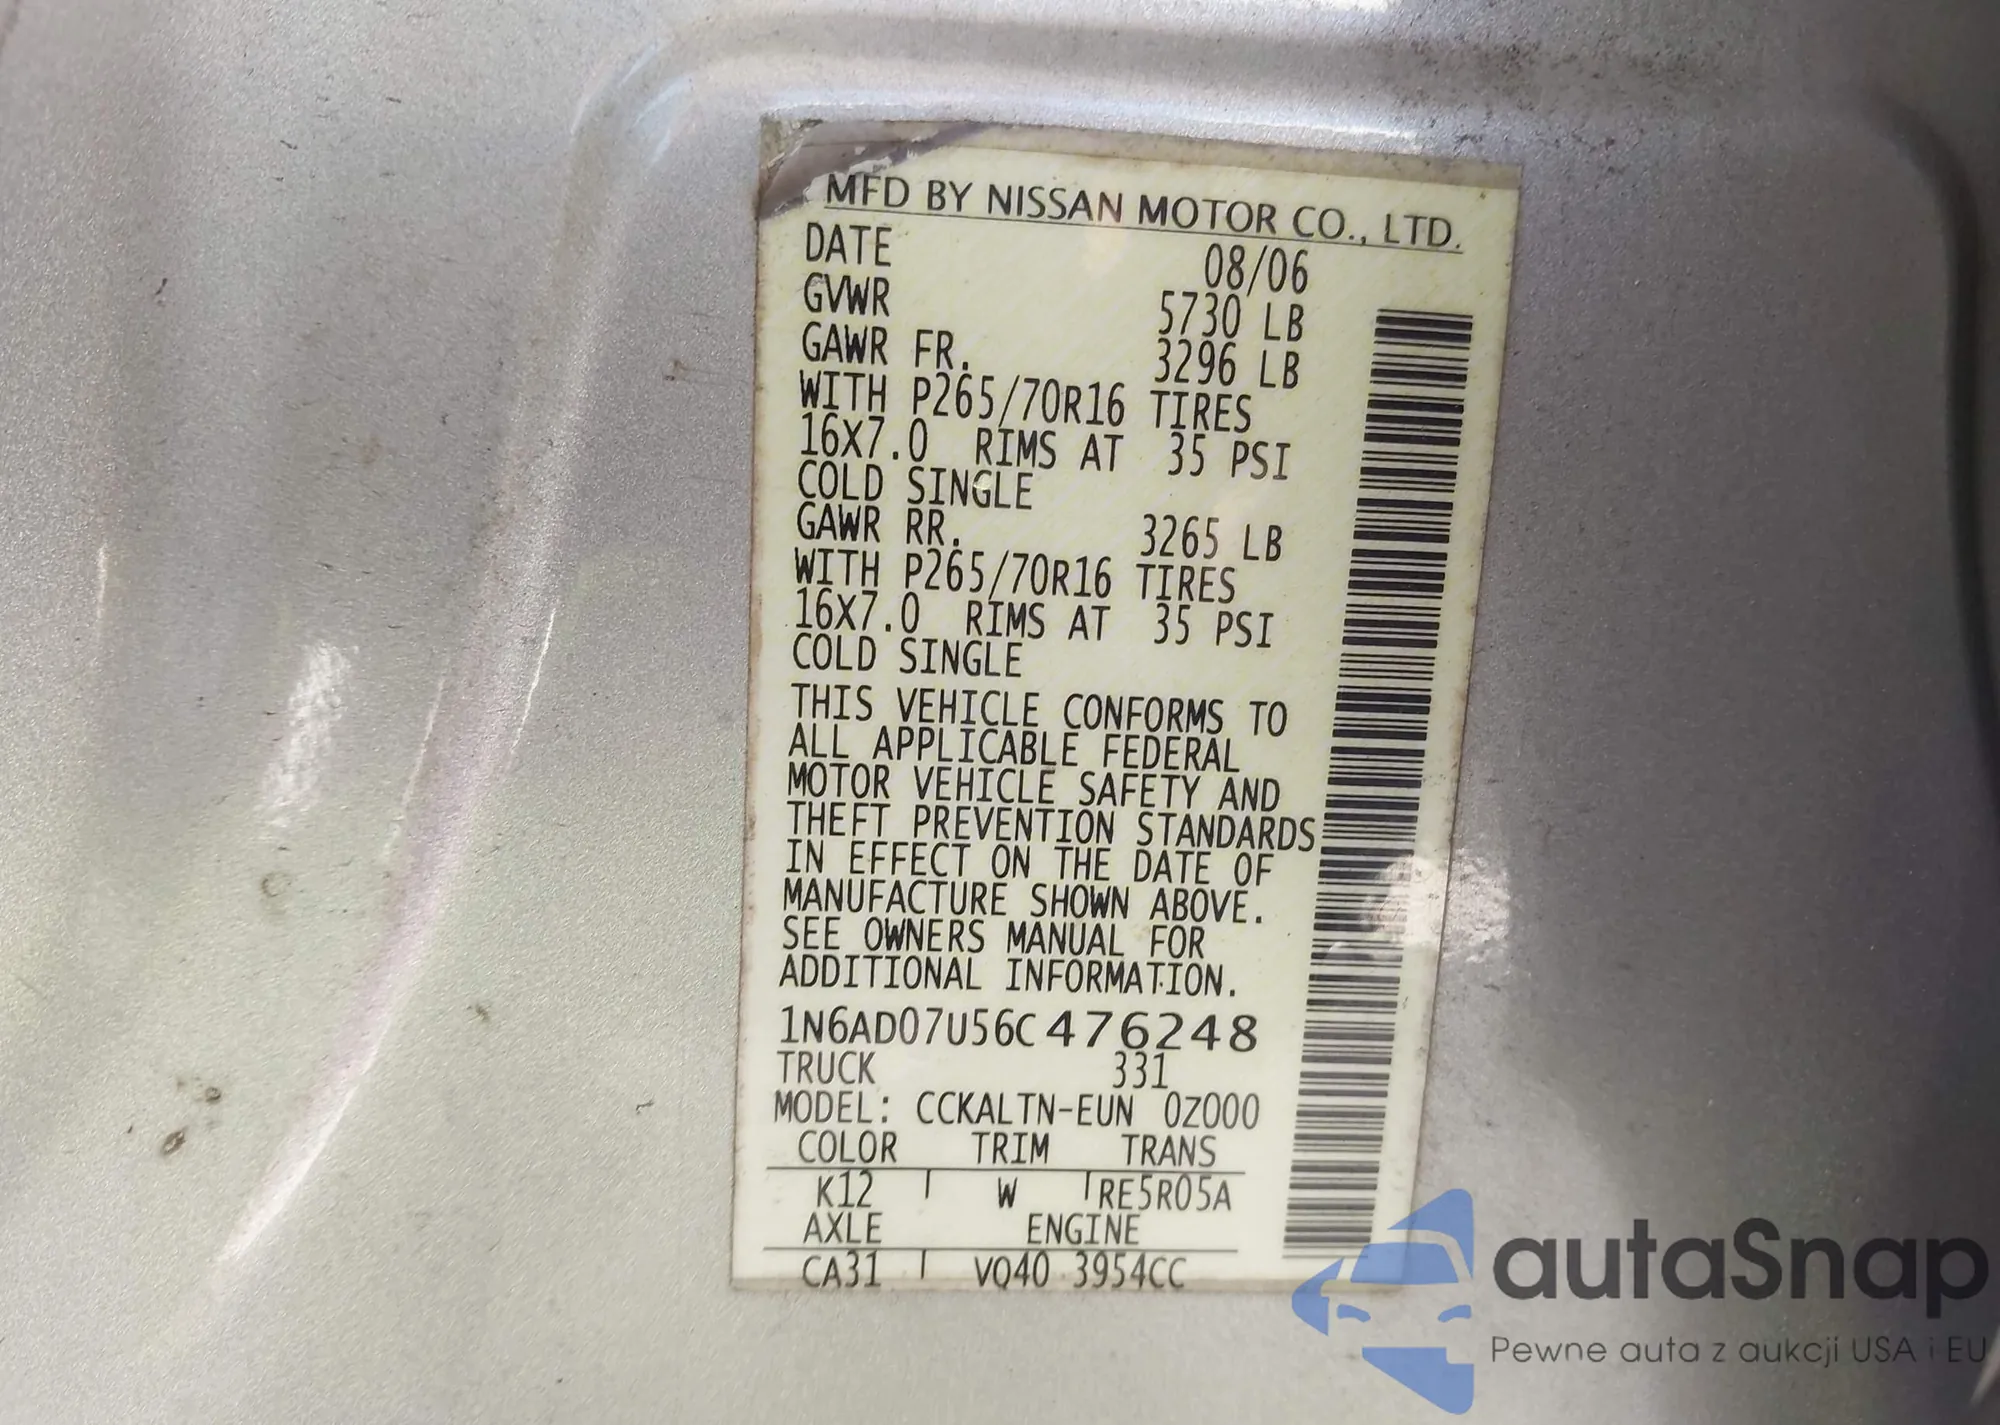 MFD BY NISSAN MOTOR CO., LTD.
DATE 08/06
GVWR 5730 LB
GAWR FR. 3296 LB
WITH P265/70R16 TIRES
16X7.0 RIMS AT 35 PSI
COLD SINGLE
GAWR RR. 3265 LB
WITH P265/70R16 TIRES
16X7.0 RIMS AT 35 PSI
COLD SINGLE
THIS VEHICLE CONFORMS TO
ALL APPLICABLE FEDERAL
MOTOR VEHICLE SAFETY AND
THEFT PREVENTION STANDARDS
IN EFFECT ON THE DATE OF
MANUFACTURE SHOWN ABOVE.
SEE OWNERS MANUAL FOR
ADDITIONAL INFORMATION.
1N6AD07U56C476248
TRUCK 331
MODEL: CCKALTN-EUN 0Z000
COLOR TRIM TRANS
K12 W RE5R05A
AXLE ENGINE
CA31 VQ40 3954CC
autaSnap
Pewne auta z aukcji USA i EU